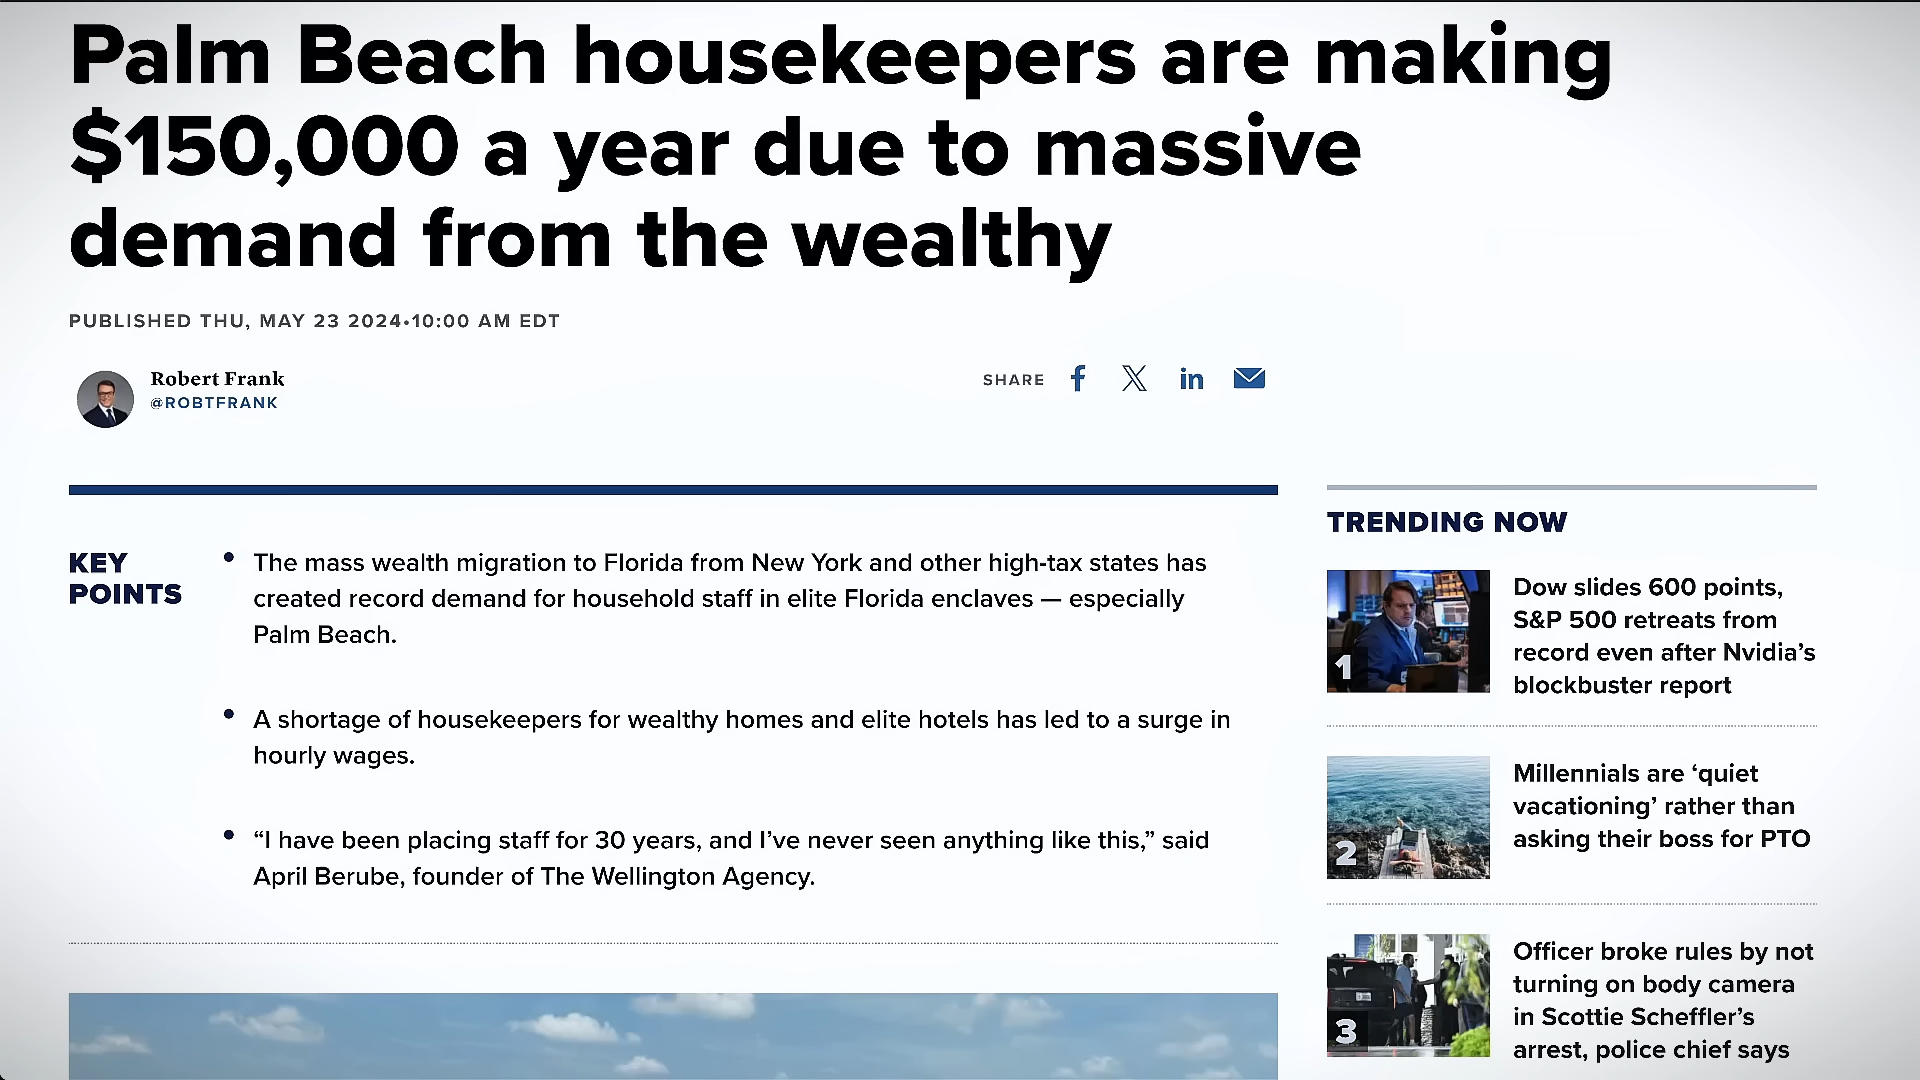 Palm Beach housekeepers are making
$150,000 a year due to massive
demand from the wealthy
PUBLISHED THU, MAY 23 2024•10:00 AM EDT
Robert Frank
@ROBTFRANK
SHARE
KEY
POINTS
• The mass wealth migration to Florida from New York and other high-tax states has
created record demand for household staff in elite Florida enclaves — especially
Palm Beach.
• A shortage of housekeepers for wealthy homes and elite hotels has led to a surge in
hourly wages.
• “I have been placing staff for 30 years, and I’ve never seen anything like this,” said
April Berube, founder of The Wellington Agency.
TRENDING NOW
1
Dow slides 600 points,
S&P 500 retreats from
record even after Nvidia’s
blockbuster report
2
Millennials are ‘quiet
vacationing’ rather than
asking their boss for PTO
3
Officer broke rules by not
turning on body camera
in Scottie Scheffler’s
arrest, police chief says